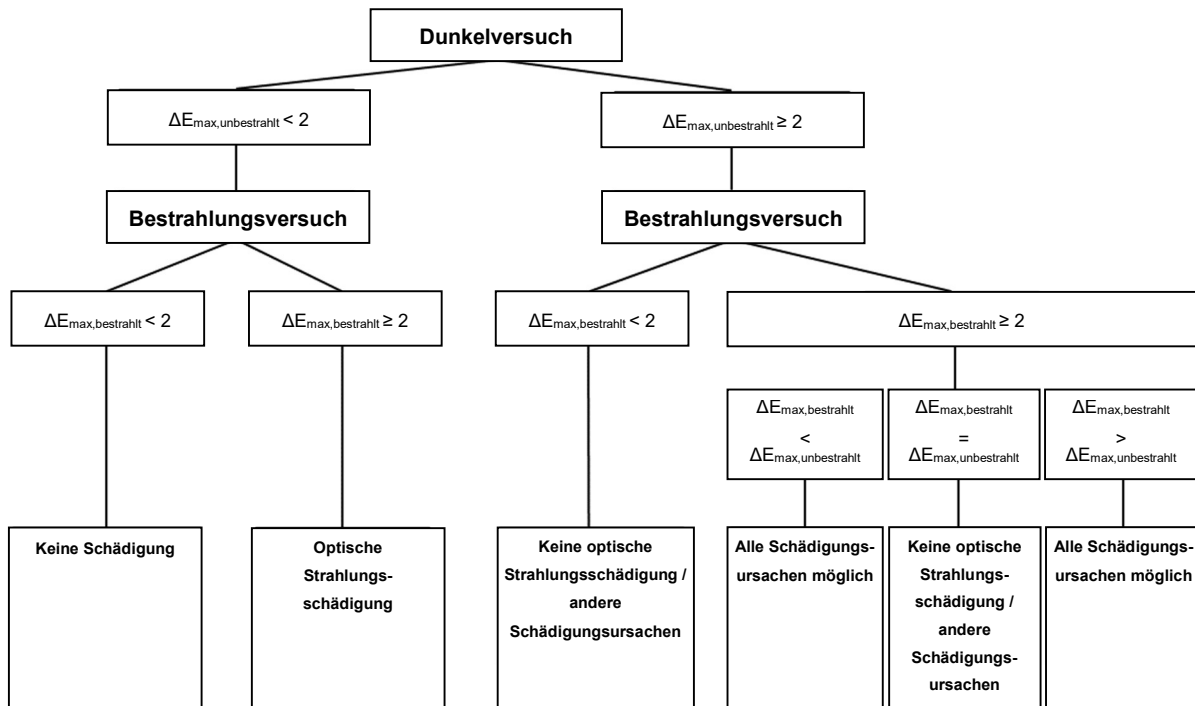 Dunkelversuch
ΔEmax,unbestrahlt < 2
ΔEmax,unbestrahlt ≥ 2
Bestrahlungsversuch
Bestrahlungsversuch
ΔEmax,bestrahlt < 2
ΔEmax,bestrahlt ≥ 2
ΔEmax,bestrahlt < 2
ΔEmax,bestrahlt ≥ 2
ΔEmax,bestrahlt
<
ΔEmax,unbestrahlt
ΔEmax,bestrahlt
=
ΔEmax,unbestrahlt
ΔEmax,bestrahlt
>
ΔEmax,unbestrahlt
Keine Schädigung
Optische
Strahlungs-
schädigung
Keine optische
Strahlungsschädigung /
andere
Schädigungsursachen
Alle Schädigungs-
ursachen möglich
Keine optische
Strahlungs-
schädigung /
andere
Schädigungs-
ursachen
Alle Schädigungs-
ursachen möglich